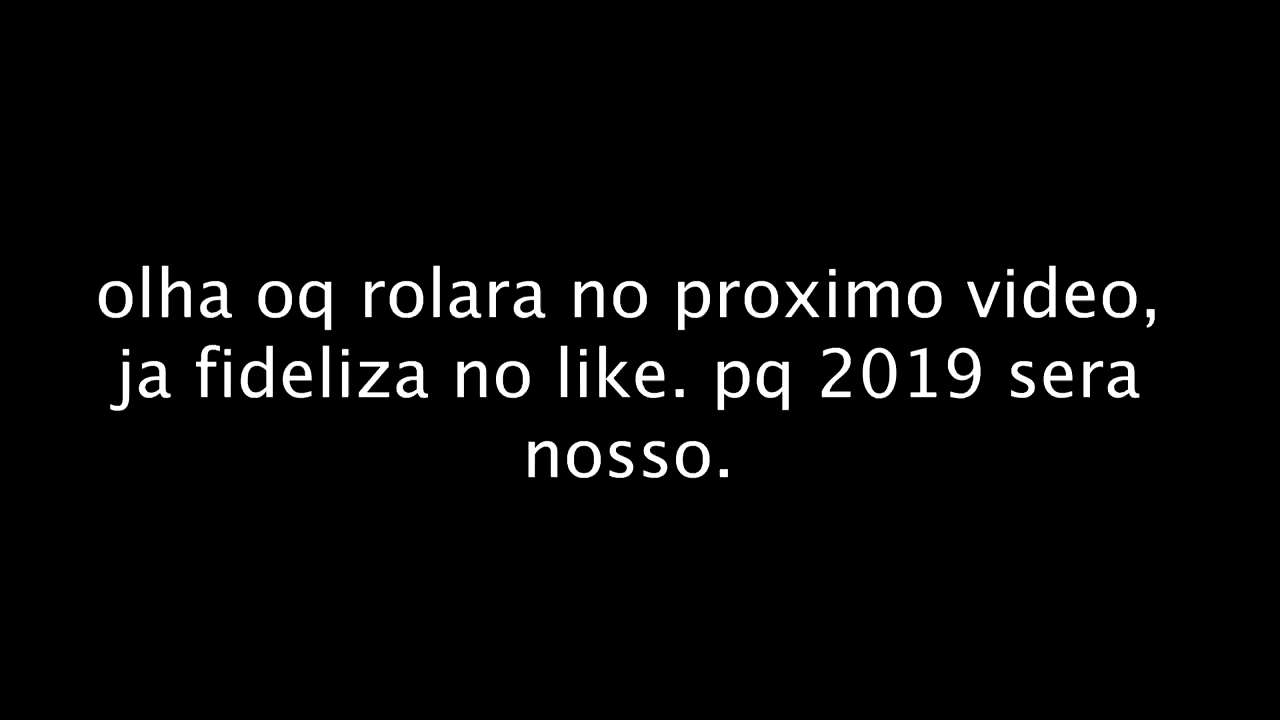 olha oq rolara no proximo video,
ja fideliza no like. pq 2019 sera
nosso.